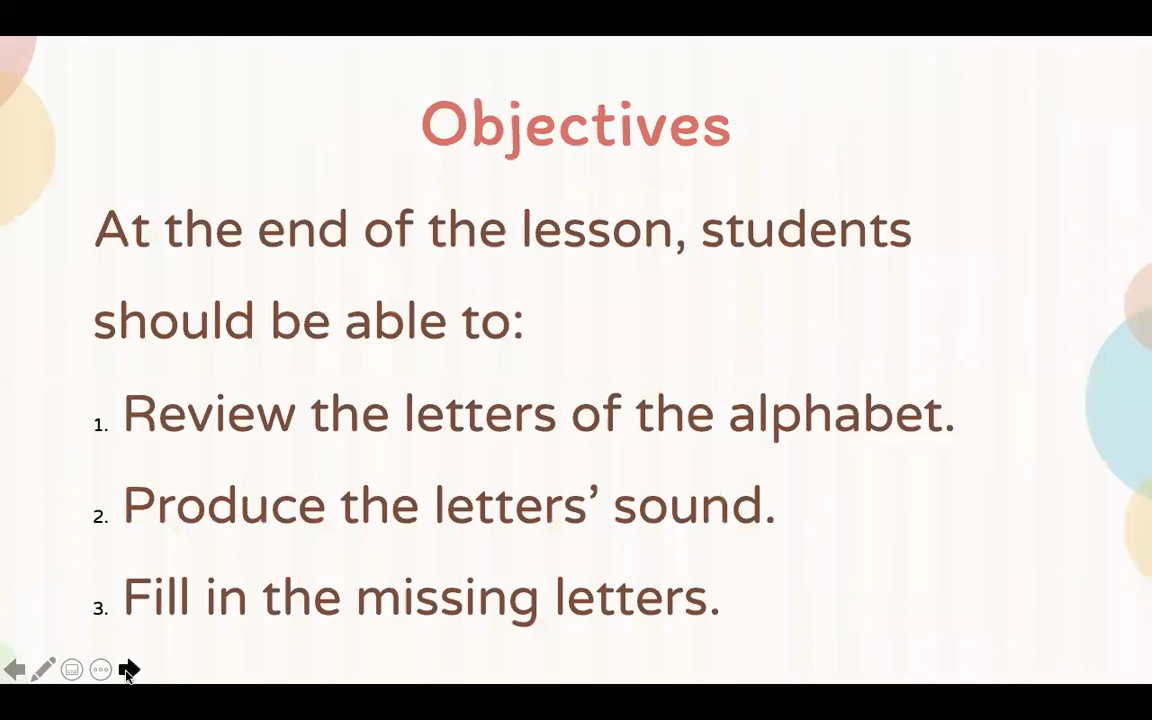 Objectives
At the end of the lesson, students
should be able to:
1. Review the letters of the alphabet.
2. Produce the letters’ sound.
3. Fill in the missing letters.